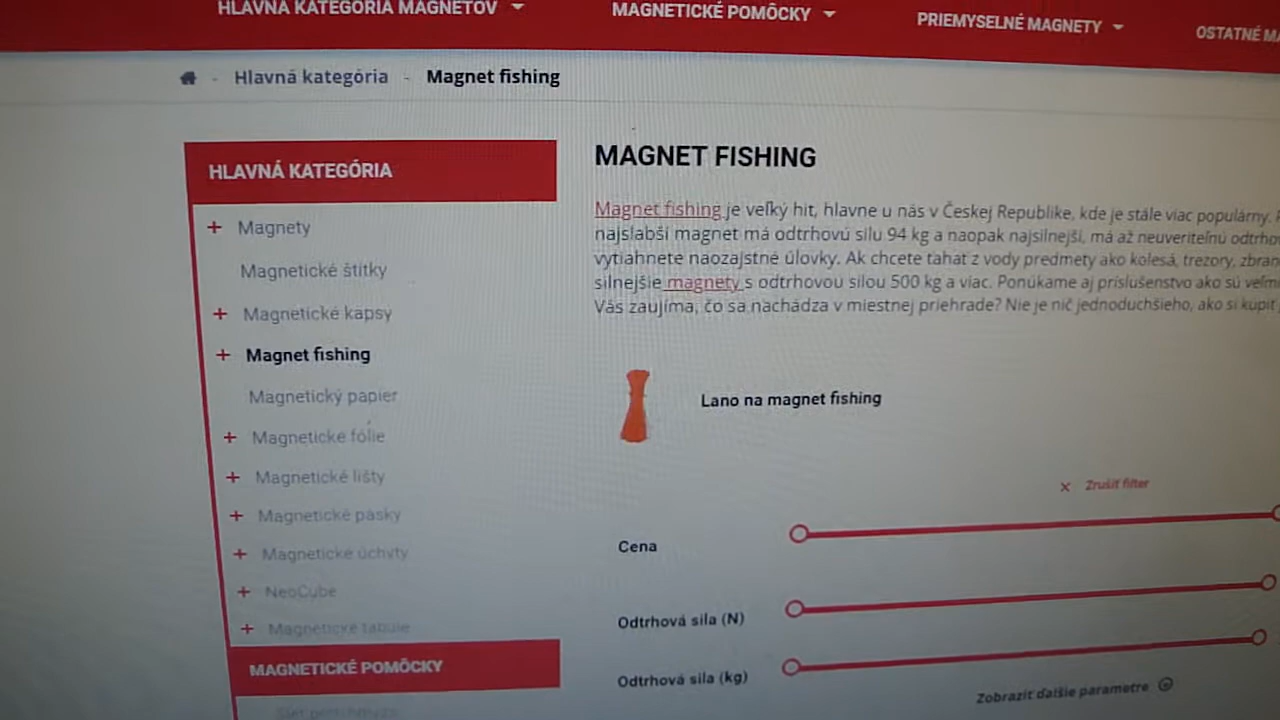 HLAVNÁ KATEGÓRIA MAGNETOV
MAGNETICKÉ POMÔCKY
PRIEMYSELNÉ MAGNETY
OSTATNÉ
Hlavná kategória - Magnet fishing
HLAVNÁ KATEGÓRIA
+ Magnety
Magnetické štítky
+ Magnetické kapsy
+ Magnet fishing
Magnetický papier
+ Magnetické fólie
+ Magnetické lišty
+ Magnetické pásky
+ Magnetické úchyty
+ NeoCube
+ Magnetické tabule
MAGNETICKÉ POMÔCKY
MAGNET FISHING
Magnet fishing je veľký hit, hlavne u nás v Českej Republike, kde je stále viac populárny.
najslabší magnet má odtrhovú silu 94 kg a naopak najsilnejší, má až neuveriteľnú
vytiahnete naozajstné úlovky. Ak chcete ťahať z vody predmety ako kolesá, trezory,
silnejšie magnety s odtrhovou silou 500 kg a viac. Ponúkame aj príslušenstvo ako sú
Vás zaujíma, čo sa nachádza v miestnej priehrade? Nie je nič jednoduchšieho, ako si kúpiť
Lano na magnet fishing
× Zrušiť filter
Cena
Odtrhová sila (N)
Odtrhová sila (kg)
Zobraziť ďalšie parametre